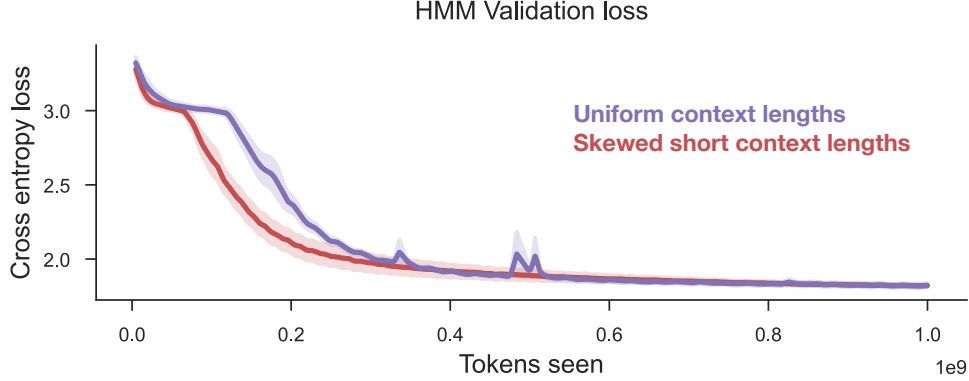 HMM Validation loss
Cross entropy loss
3.0
2.5
2.0
Uniform context lengths
Skewed short context lengths
0.0 0.2 0.4 0.6 0.8 1.0
Tokens seen
1e9